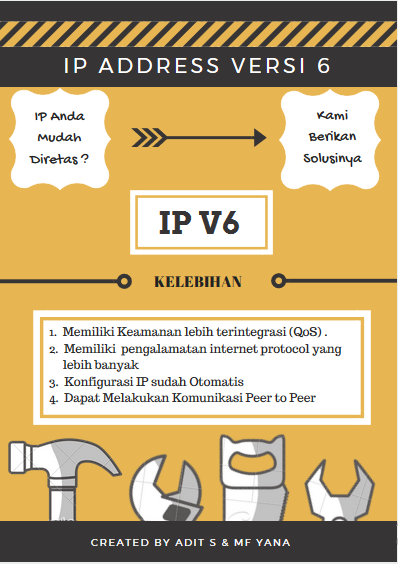 IP ADDRESS VERSI 6
IP Anda
Mudah
Diretas ?
Kami
Berikan
Solusinya
IP V6
KELEBIHAN
1. Memiliki Keamanan lebih terintegrasi (QoS) .
2. Memiliki pengalamatan internet protocol yang
lebih banyak
3. Konfigurasi IP sudah Otomatis
4. Dapat Melakukan Komunikasi Peer to Peer
CREATED BY ADIT S & MF YANA